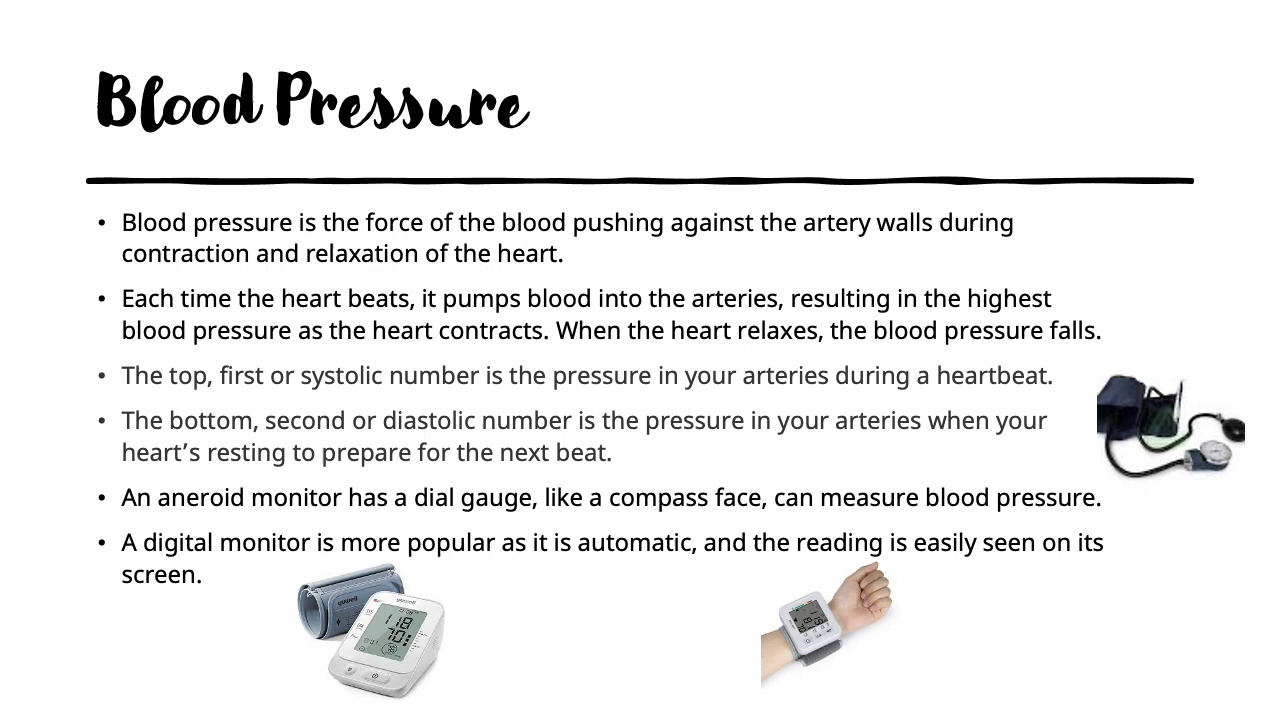 Blood Pressure
• Blood pressure is the force of the blood pushing against the artery walls during
contraction and relaxation of the heart.
• Each time the heart beats, it pumps blood into the arteries, resulting in the highest
blood pressure as the heart contracts. When the heart relaxes, the blood pressure falls.
• The top, first or systolic number is the pressure in your arteries during a heartbeat.
• The bottom, second or diastolic number is the pressure in your arteries when your
heart’s resting to prepare for the next beat.
• An aneroid monitor has a dial gauge, like a compass face, can measure blood pressure.
• A digital monitor is more popular as it is automatic, and the reading is easily seen on its
screen.
yuwell
yuwell
118
70